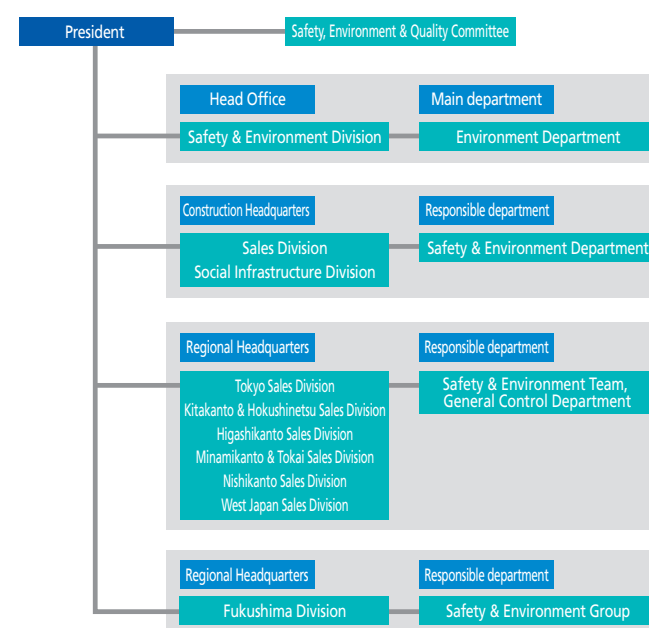 President
Safety, Environment & Quality Committee
Head Office
Main department
Safety & Environment Division
Environment Department
Construction Headquarters
Responsible department
Sales Division
Social Infrastructure Division
Safety & Environment Department
Regional Headquarters
Responsible department
Tokyo Sales Division
Kitakanto & Hokushinetsu Sales Division
Higashikanto Sales Division
Minamikanto & Tokai Sales Division
Nishikanto Sales Division
West Japan Sales Division
Safety & Environment Team,
General Control Department
Regional Headquarters
Responsible department
Fukushima Division
Safety & Environment Group